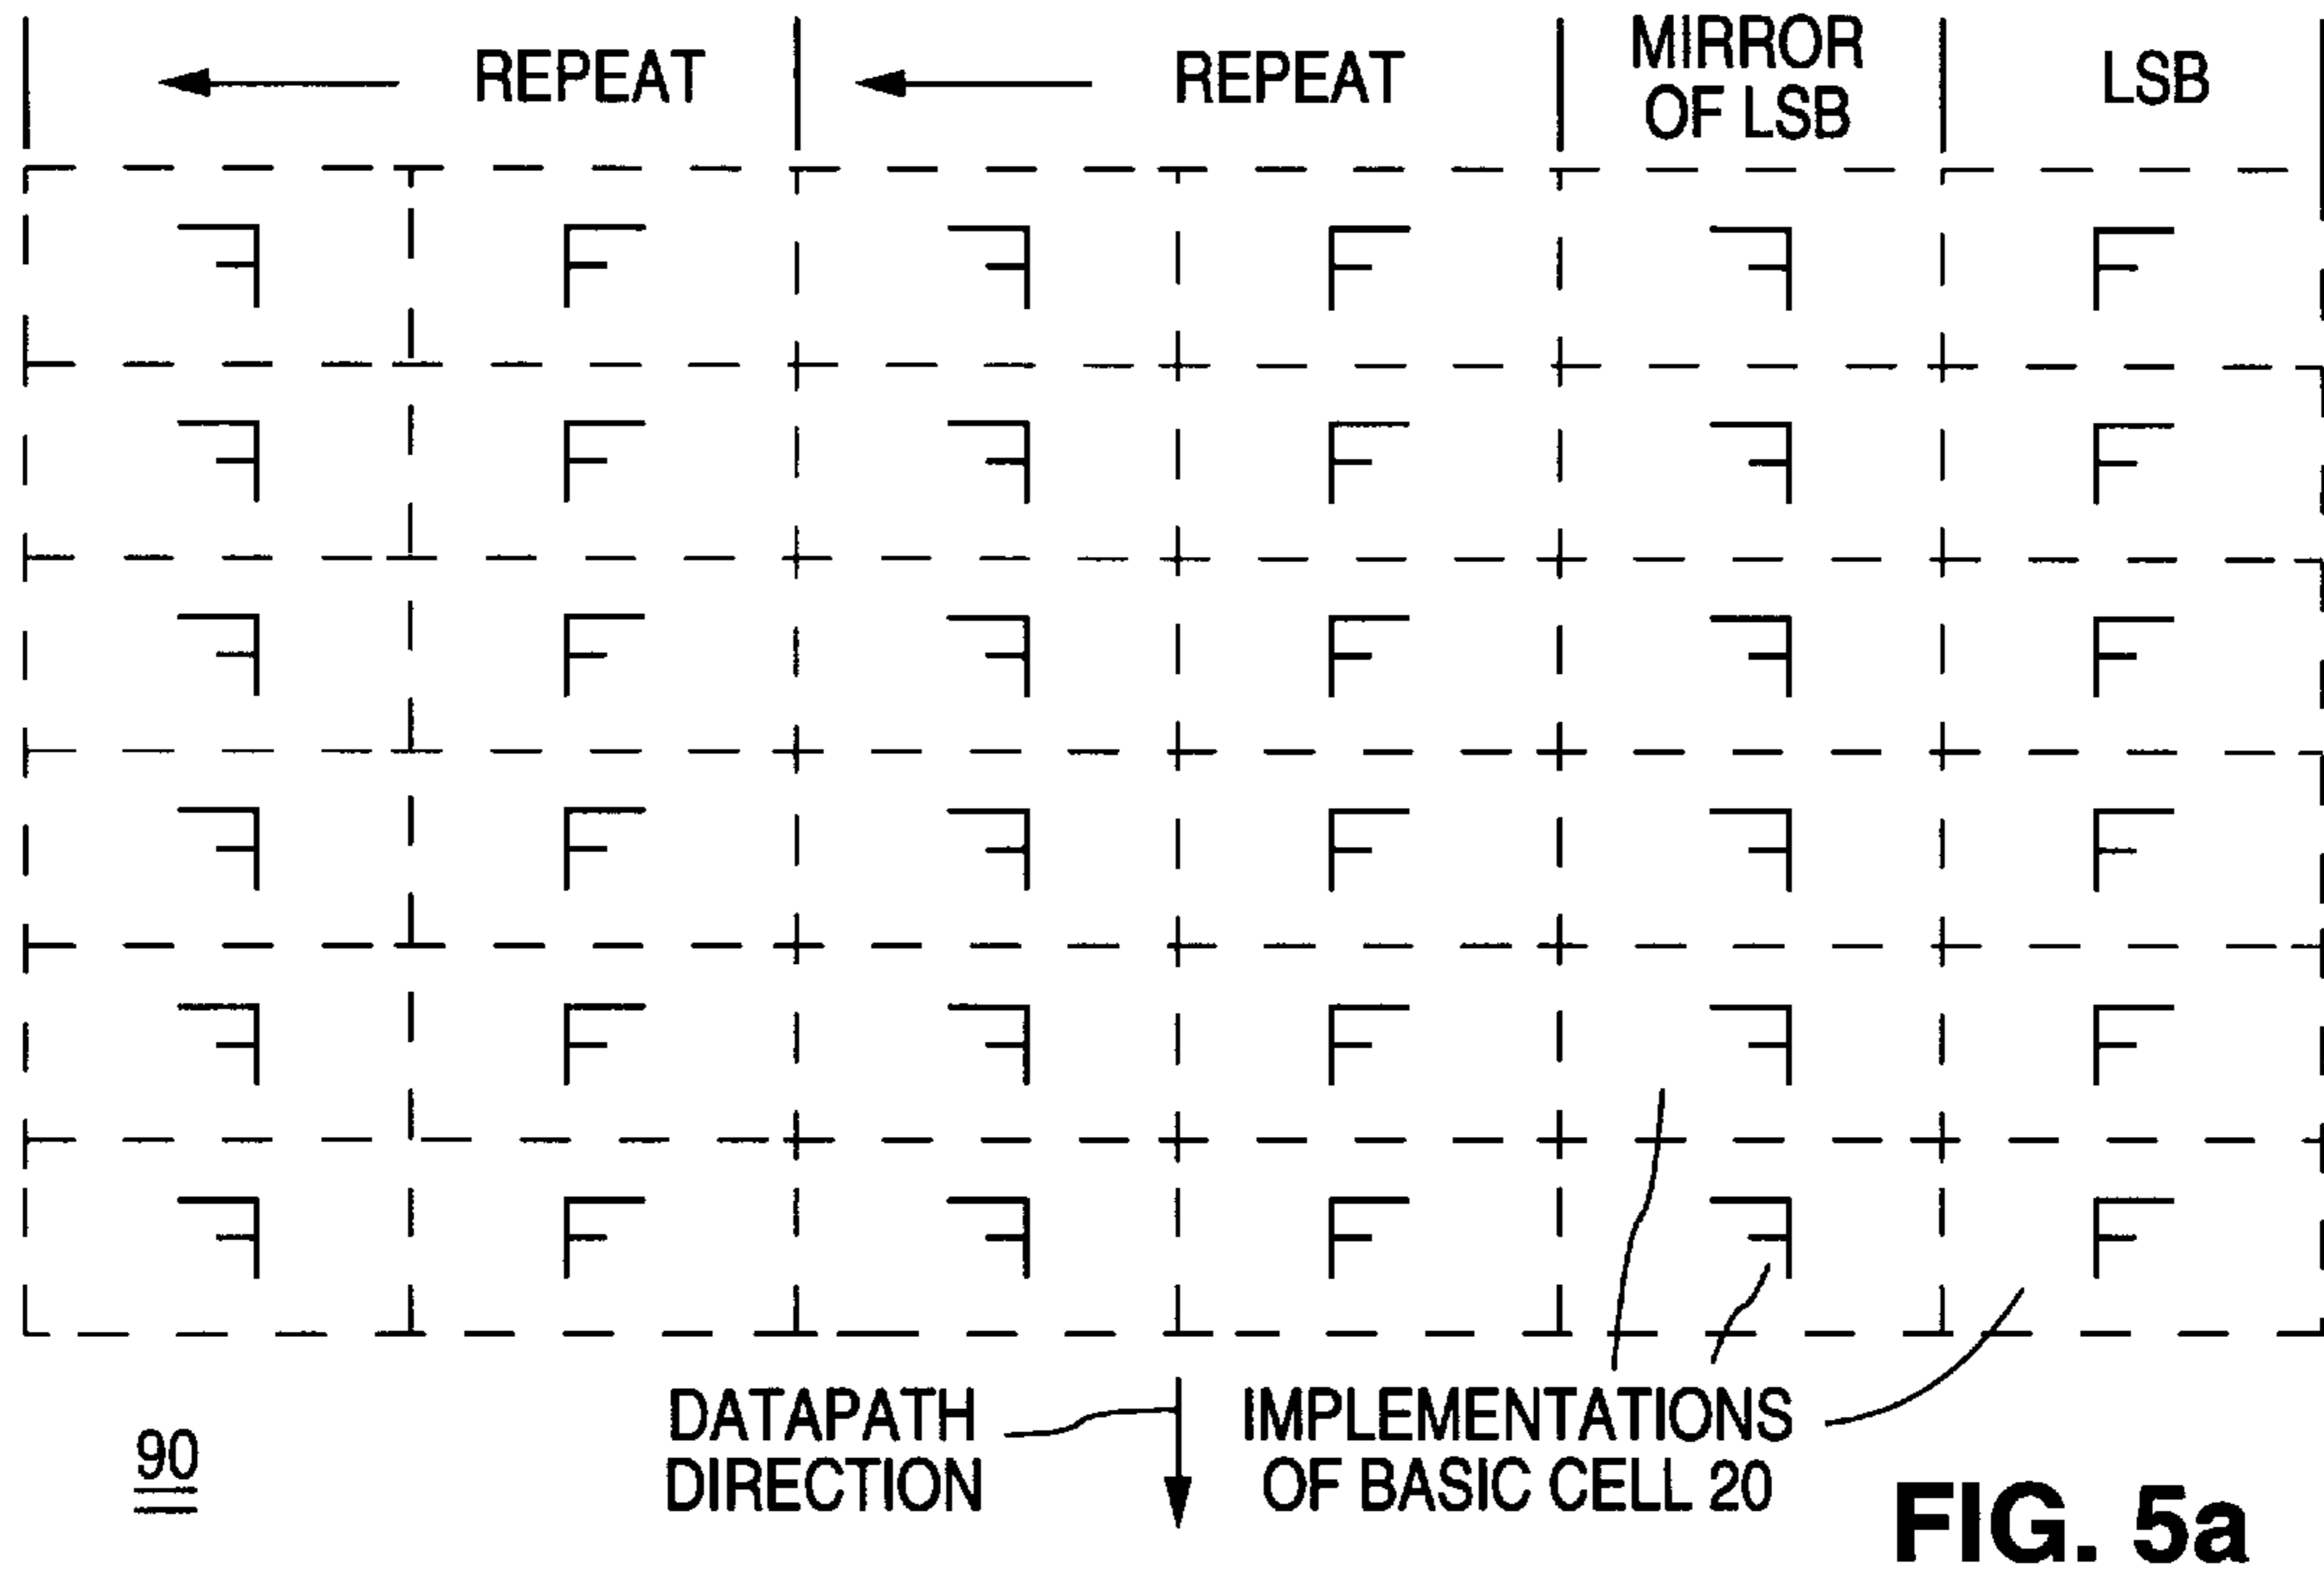 REPEAT
REPEAT
MIRROR
OF LSB
LSB
F F F F F F
F F F F F F
F F F F F F
F F F F F F
F F F F F F
F F F F F F
DATAPATH
DIRECTION
IMPLEMENTATIONS
OF BASIC CELL 20
90
FIG. 5a